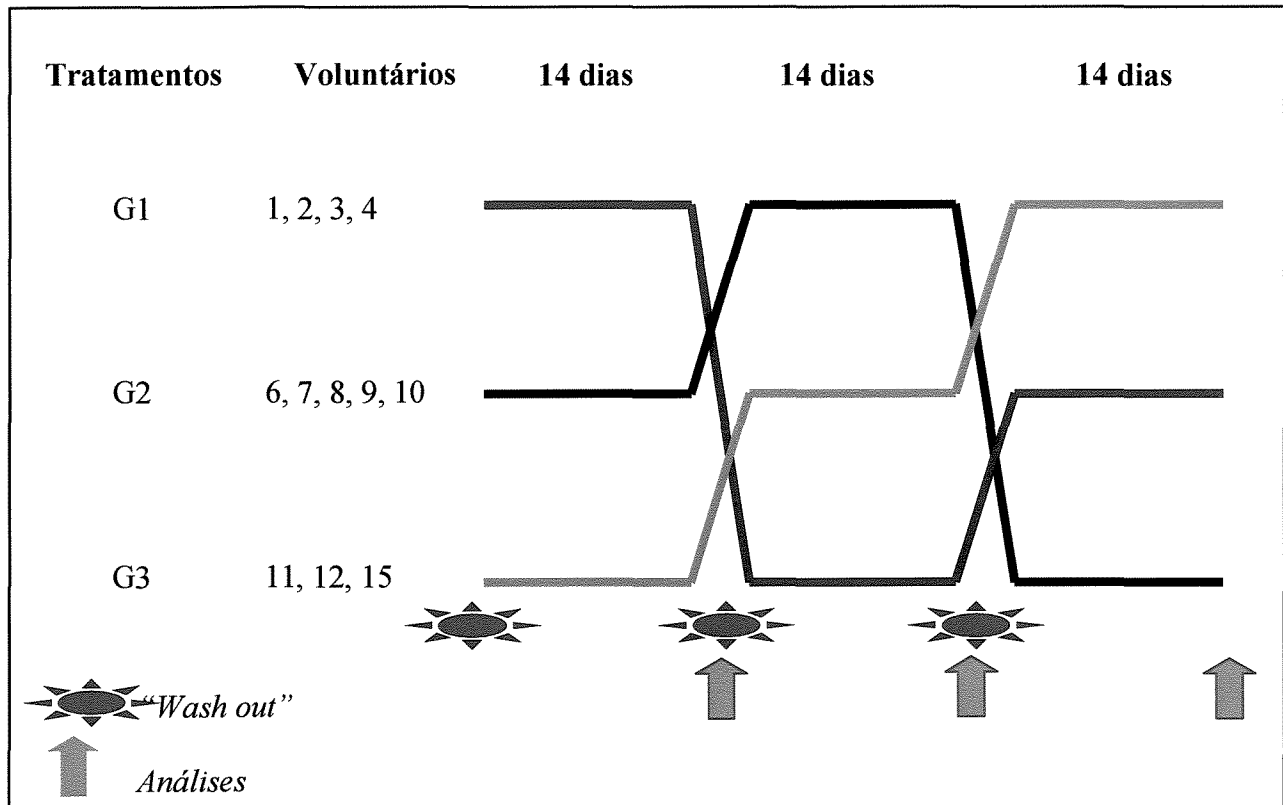 Tratamentos Voluntários 14 dias 14 dias 14 dias
G1 1, 2, 3, 4
G2 6, 7, 8, 9, 10
G3 11, 12, 15
“Wash out”
Análises